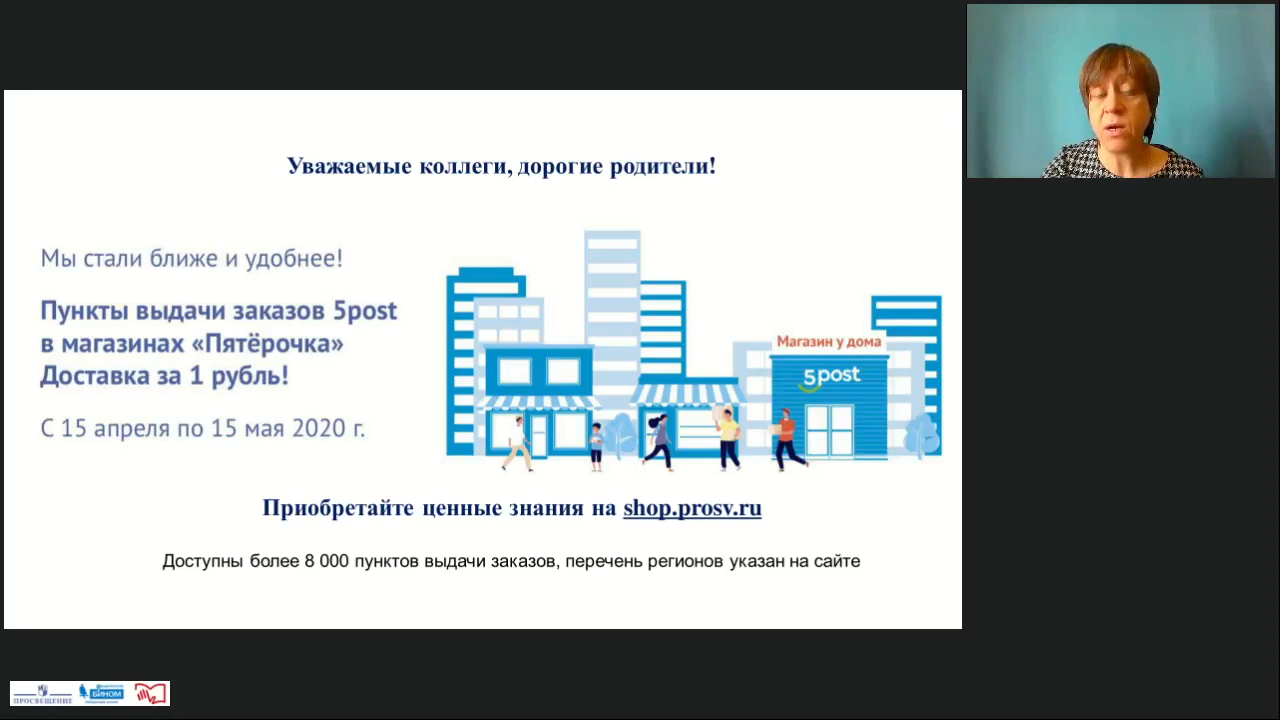 Уважаемые коллеги, дорогие родители!
Мы стали ближе и удобнее!
Пункты выдачи заказов 5post
в магазинах «Пятёрочка»
Доставка за 1 рубль!
С 15 апреля по 15 мая 2020 г.
Магазин у дома
5post
Приобретайте ценные знания на shop.prosv.ru
Доступны более 8 000 пунктов выдачи заказов, перечень регионов указан на сайте
ПРОСВЕЩЕНИЕ
БИНОМ